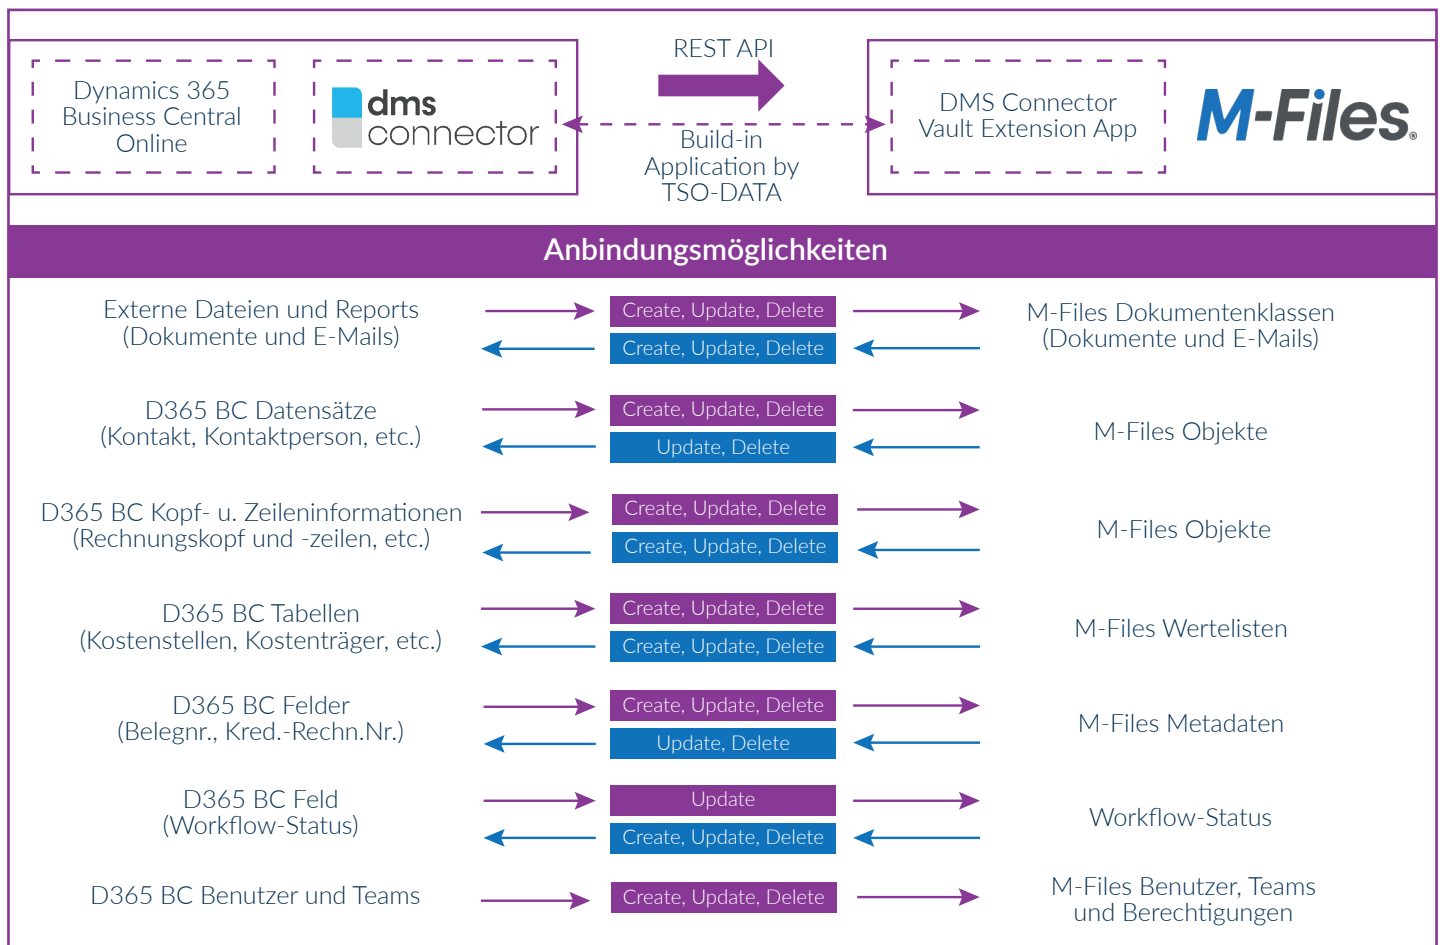 Dynamics 365
Business Central
Online
dms
connector
REST API
Build-in
Application by
TSO-DATA
DMS Connector
Vault Extension App
M-Files®
Anbindungsmöglichkeiten
Externe Dateien und Reports
(Dokumente und E-Mails)
Create, Update, Delete
Create, Update, Delete
M-Files Dokumentenklassen
(Dokumente und E-Mails)
D365 BC Datensätze
(Kontakt, Kontaktperson, etc.)
Create, Update, Delete
Update, Delete
M-Files Objekte
D365 BC Kopf- u. Zeileninformationen
(Rechnungskopf und -zeilen, etc.)
Create, Update, Delete
Create, Update, Delete
M-Files Objekte
D365 BC Tabellen
(Kostenstellen, Kostenträger, etc.)
Create, Update, Delete
Create, Update, Delete
M-Files Wertelisten
D365 BC Felder
(Belegnr., Kred.-Rechn.Nr.)
Create, Update, Delete
Update, Delete
M-Files Metadaten
D365 BC Feld
(Workflow-Status)
Update
Create, Update, Delete
Workflow-Status
D365 BC Benutzer und Teams
Create, Update, Delete
M-Files Benutzer, Teams
und Berechtigungen